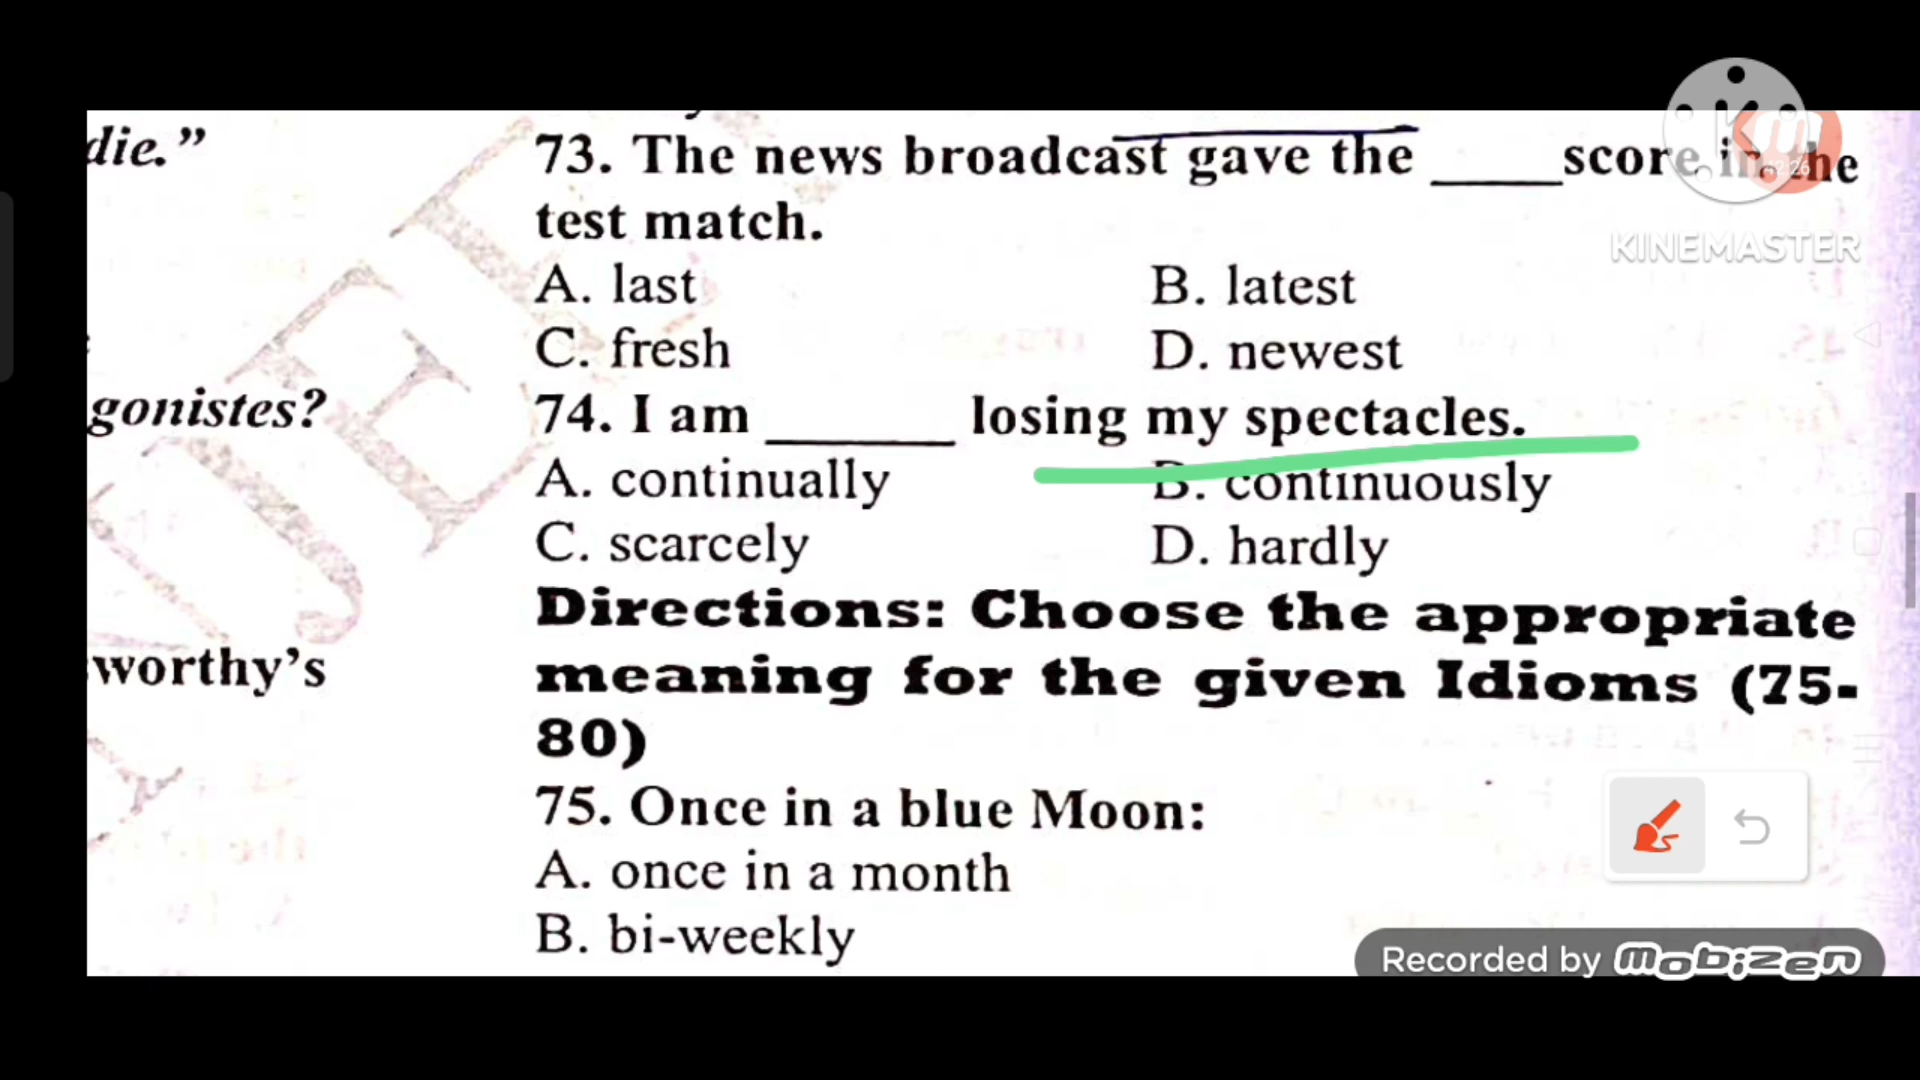 die.”
gonistes?
worthy’s
73. The news broadcast gave the ____score in the
test match.
A. last
B. latest
C. fresh
D. newest
74. I am ______ losing my spectacles.
A. continually
B. continuously
C. scarcely
D. hardly
Directions: Choose the appropriate
meaning for the given Idioms (75-
80)
75. Once in a blue Moon:
A. once in a month
B. bi-weekly
K
m
12:26
KINEMASTER
Recorded by mobizen